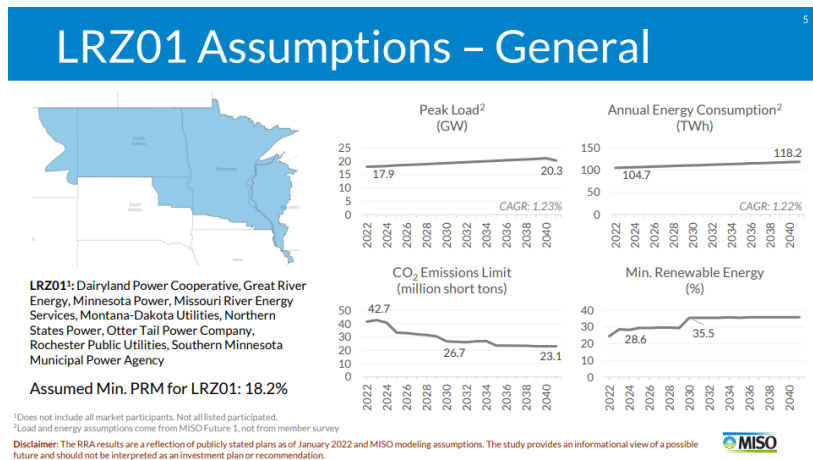 5
LRZ01 Assumptions – General
North
Dakota
Minnesota
South
Dakota
Wisconsin
Iowa
LRZ01¹: Dairyland Power Cooperative, Great River
Energy, Minnesota Power, Missouri River Energy
Services, Montana-Dakota Utilities, Northern
States Power, Otter Tail Power Company,
Rochester Public Utilities, Southern Minnesota
Municipal Power Agency
Assumed Min. PRM for LRZ01: 18.2%
Peak Load²
(GW)
25
20
15
10
5
0
17.9
20.3
CAGR: 1.23%
2022
2024
2026
2028
2030
2032
2034
2036
2038
2040
Annual Energy Consumption²
(TWh)
150
100
50
0
104.7
118.2
CAGR: 1.22%
2022
2024
2026
2028
2030
2032
2034
2036
2038
2040
CO₂ Emissions Limit
(million short tons)
50
40
30
20
10
0
42.7
26.7
23.1
2022
2024
2026
2028
2030
2032
2034
2036
2038
2040
Min. Renewable Energy
(%)
40
30
20
10
0
28.6
35.5
2022
2024
2026
2028
2030
2032
2034
2036
2038
2040
¹Does not include all market participants. Not all listed participated.
²Load and energy assumptions come from MISO Future 1, not from member survey
Disclaimer: The RRA results are a reflection of publicly stated plans as of January 2022 and MISO modeling assumptions. The study provides an informational view of a possible
future and should not be interpreted as an investment plan or recommendation.
MISO